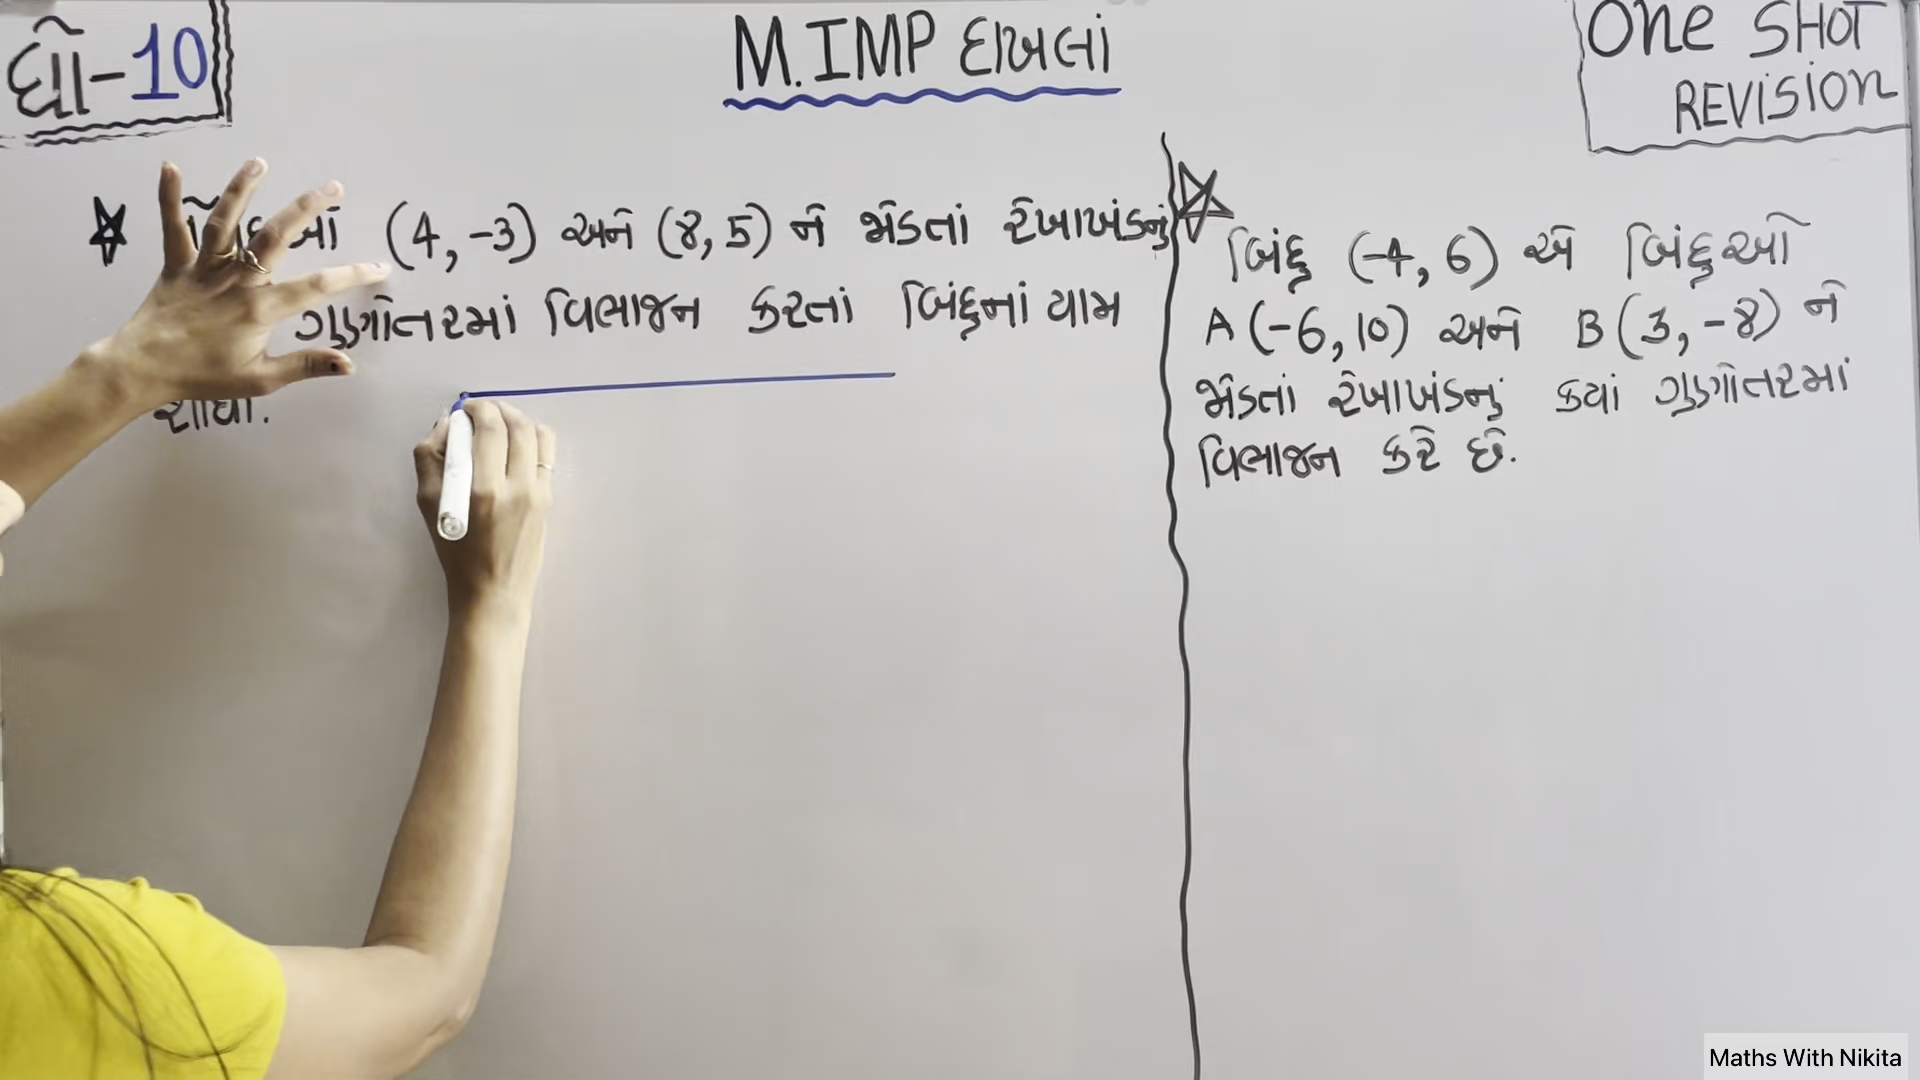 ધો-10
M.IMP દાખલાં
One SHOT
REVISION
(4, -3) અને (8, 5) ને જોડતાં રેખાખંડનું
ગુણોત્તરમાં વિભાજન કરતાં બિંદુનાં યામ
શોધો.
બિંદુ (-4, 6) એ બિંદુઓ
A (-6, 10) અને B (3, -8) ને
જોડતાં રેખાખંડનું કયાં ગુણોત્તરમાં
વિભાજન કરે છે.
Maths With Nikita